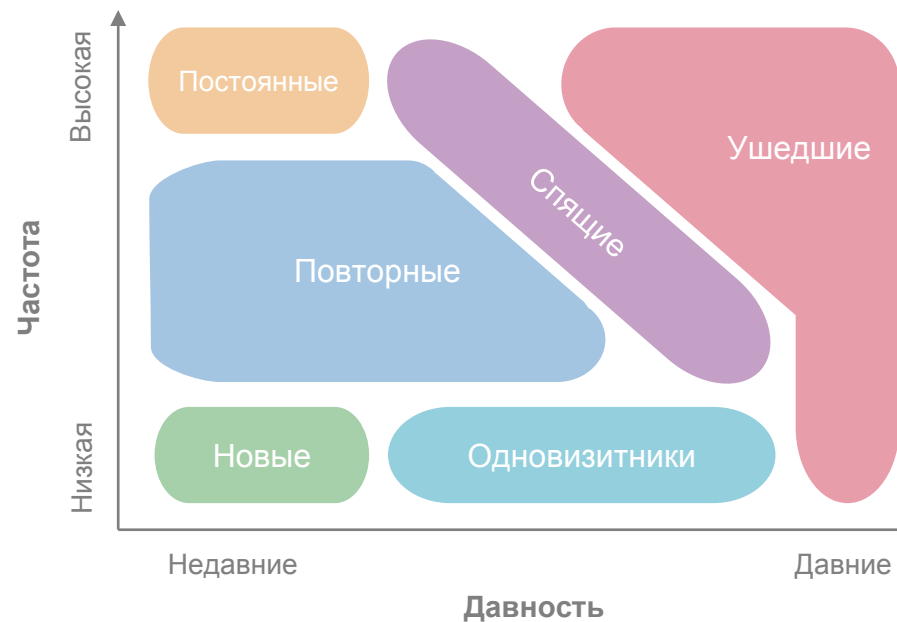 Высокая
Постоянные
Ушедшие
Спящие
Частота
Повторные
Низкая
Новые
Одновизитники
Недавние
Давние
Давность